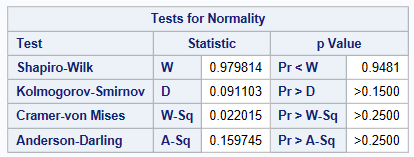 Tests for Normality
Test Statistic p Value
Shapiro-Wilk W 0.979814 Pr < W 0.9481
Kolmogorov-Smirnov D 0.091103 Pr > D >0.1500
Cramer-von Mises W-Sq 0.022015 Pr > W-Sq >0.2500
Anderson-Darling A-Sq 0.159745 Pr > A-Sq >0.2500